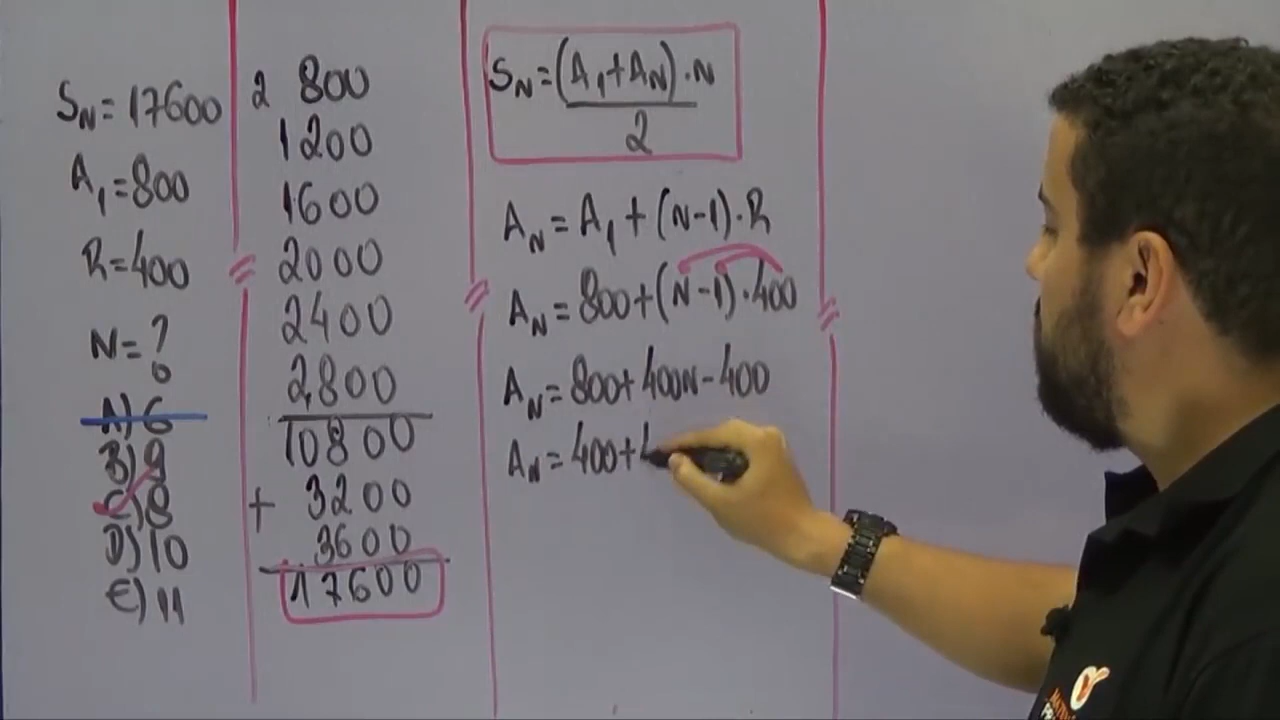 SN=17600
A1=800
R=400
N=?
A) 6
B) 9
C) 8
D) 10
E) 11
2 800
1200
1600
2000
2400
2800
10800
+ 3200
3600
17600
SN=(A1+AN)·N
2
AN=A1+(N-1)·R
AN=800+(N-1)·400
AN=800+400N-400
AN=400+4